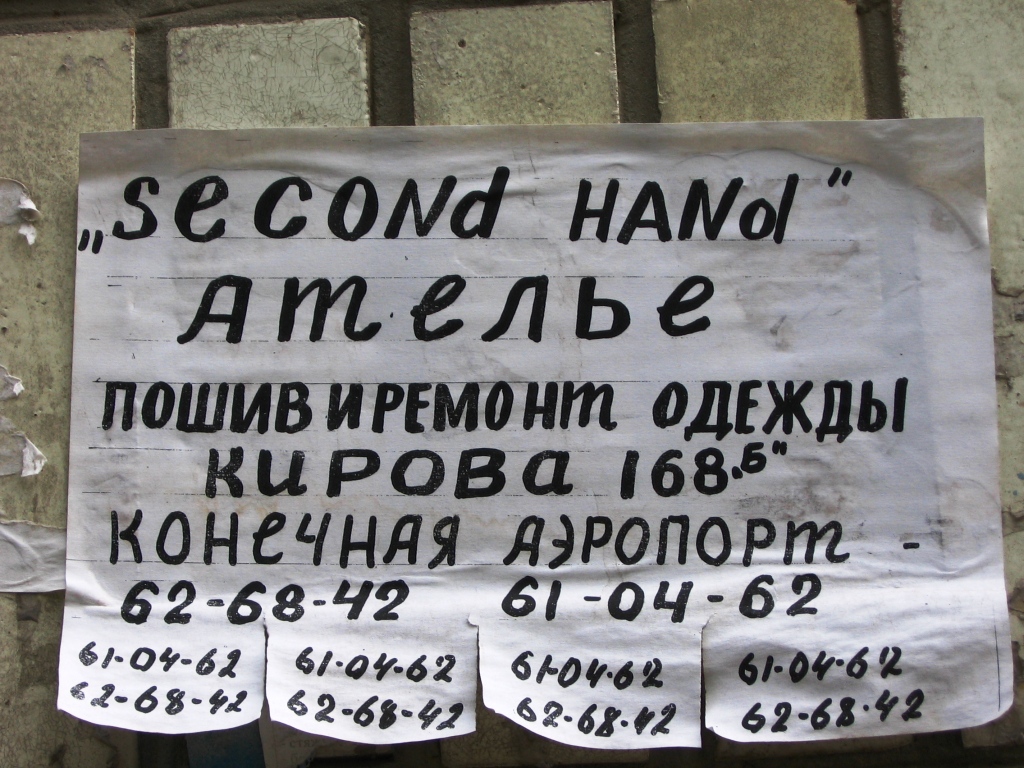 „Second Hand"
Ателье
ПОШИВ И РЕМОНТ ОДЕЖДЫ
КИРОВА 168."Б"
КОНЕЧНАЯ АЭРОПОРТ -
62-68-42 61-04-62
61-04-62 61-04-62 61-04-62 61-04-62
62-68-42 62-68-42 62-68-42 62-68-42